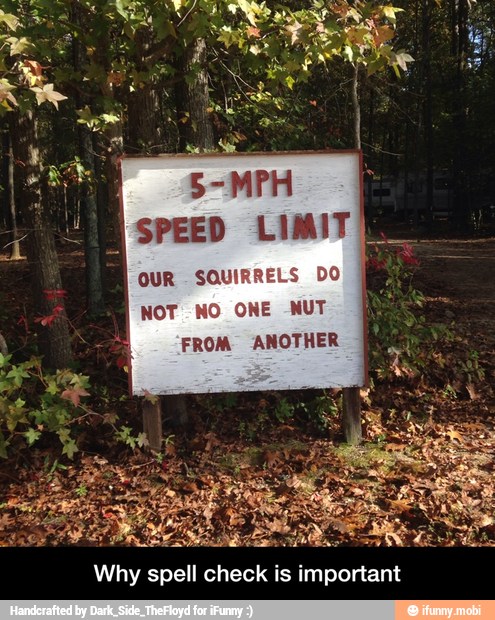 5-MPH
SPEED LIMIT
OUR SQUIRRELS DO
NOT NO ONE NUT
FROM ANOTHER
Why spell check is important
Handcrafted by Dark_Side_TheFloyd for iFunny :)
ifunny.mobi